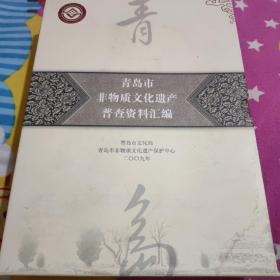 青
青岛市
非物质文化遗产
普查资料汇编
青岛市文化局
青岛市非物质文化遗产保护中心
二〇〇九年
岛